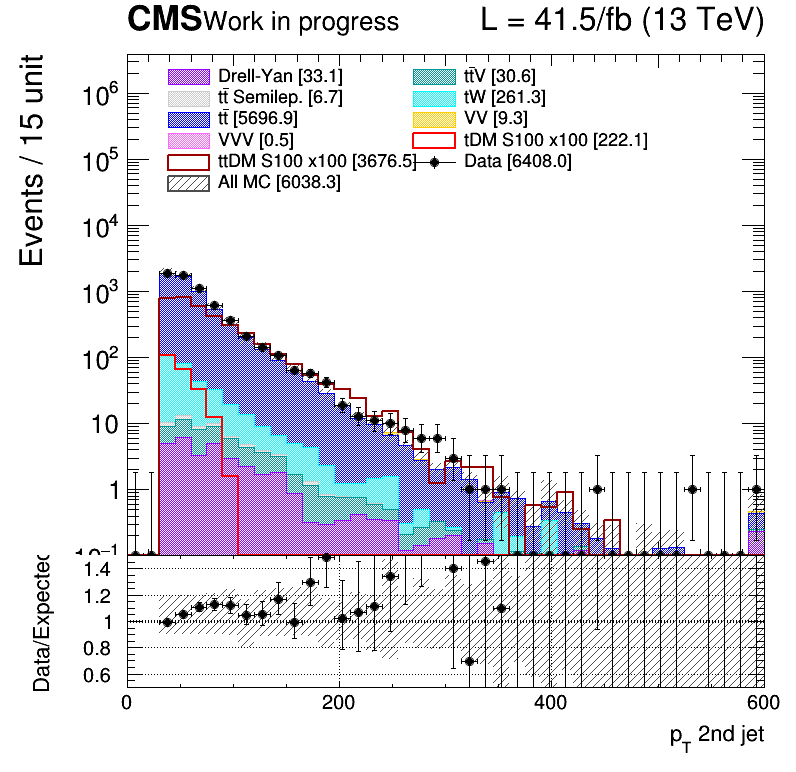 CMS Work in progress L = 41.5/fb (13 TeV)
Drell-Yan [33.1] tt̄V [30.6]
tt̄ Semilep. [6.7] tW [261.3]
tt̄ [5696.9] VV [9.3]
VVV [0.5] tDM S100 x100 [222.1]
ttDM S100 x100 [3676.5] Data [6408.0]
All MC [6038.3]
Events / 15 unit
10⁶
10⁵
10⁴
10³
10²
10
1
10⁻¹
Data/Expected
1.4
1.2
1
0.8
0.6
0 200 400 600
p_T 2nd jet